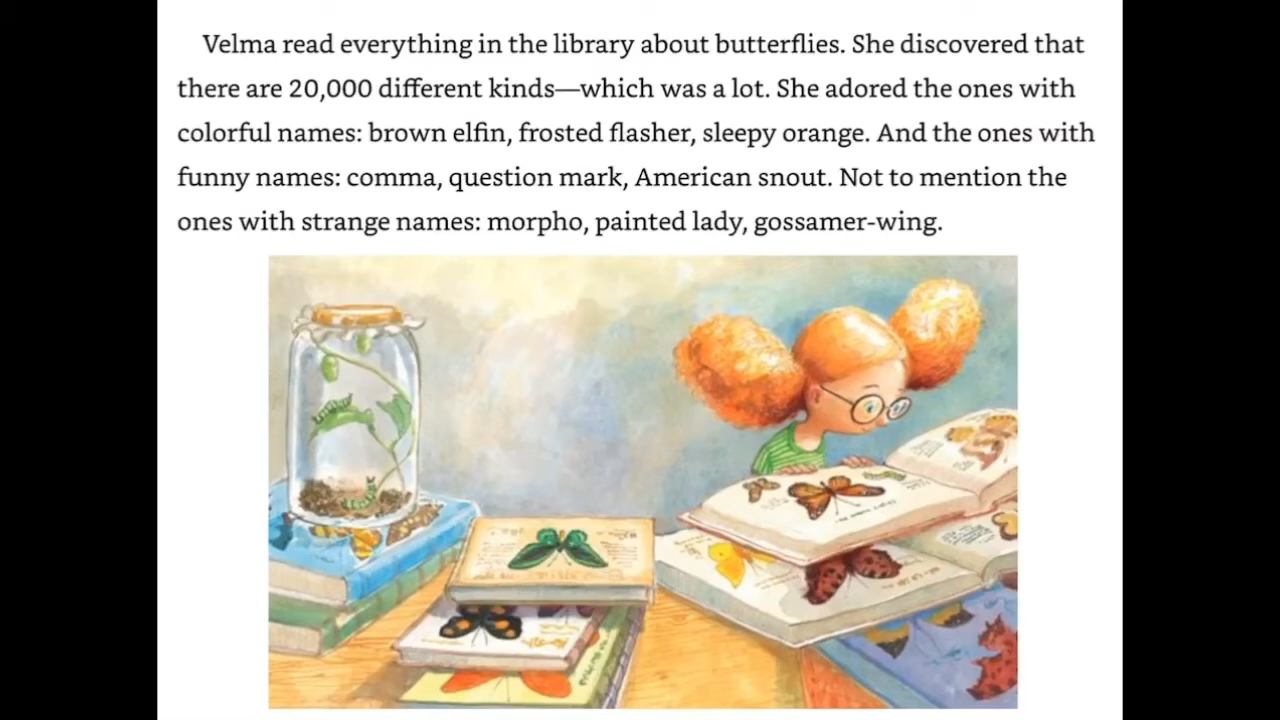 Velma read everything in the library about butterflies. She discovered that
there are 20,000 different kinds—which was a lot. She adored the ones with
colorful names: brown elfin, frosted flasher, sleepy orange. And the ones with
funny names: comma, question mark, American snout. Not to mention the
ones with strange names: morpho, painted lady, gossamer-wing.